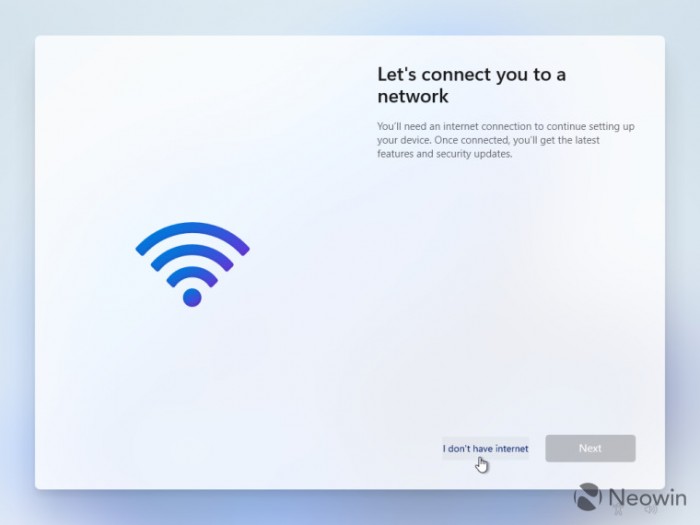 Let's connect you to a
network
You'll need an internet connection to continue setting up
your device. Once connected, you'll get the latest
features and security updates.
I don't have internet
Next
Neowin